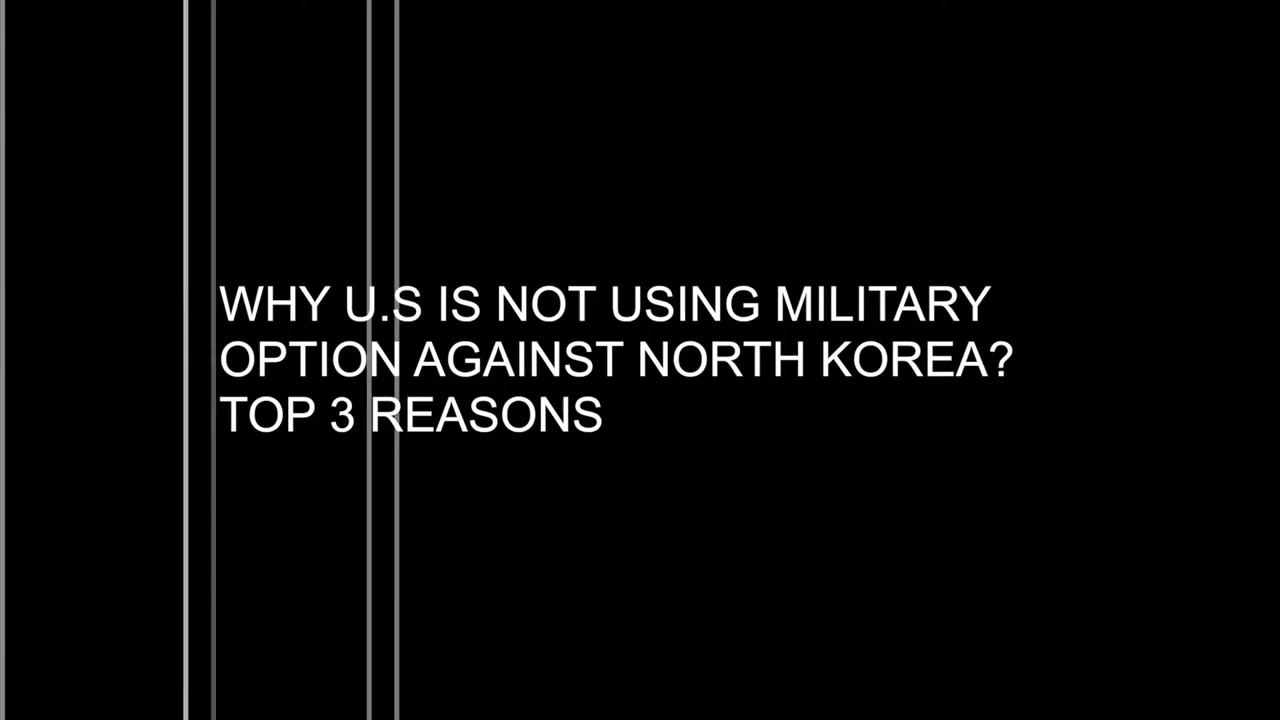 WHY U.S IS NOT USING MILITARY
OPTION AGAINST NORTH KOREA?
TOP 3 REASONS